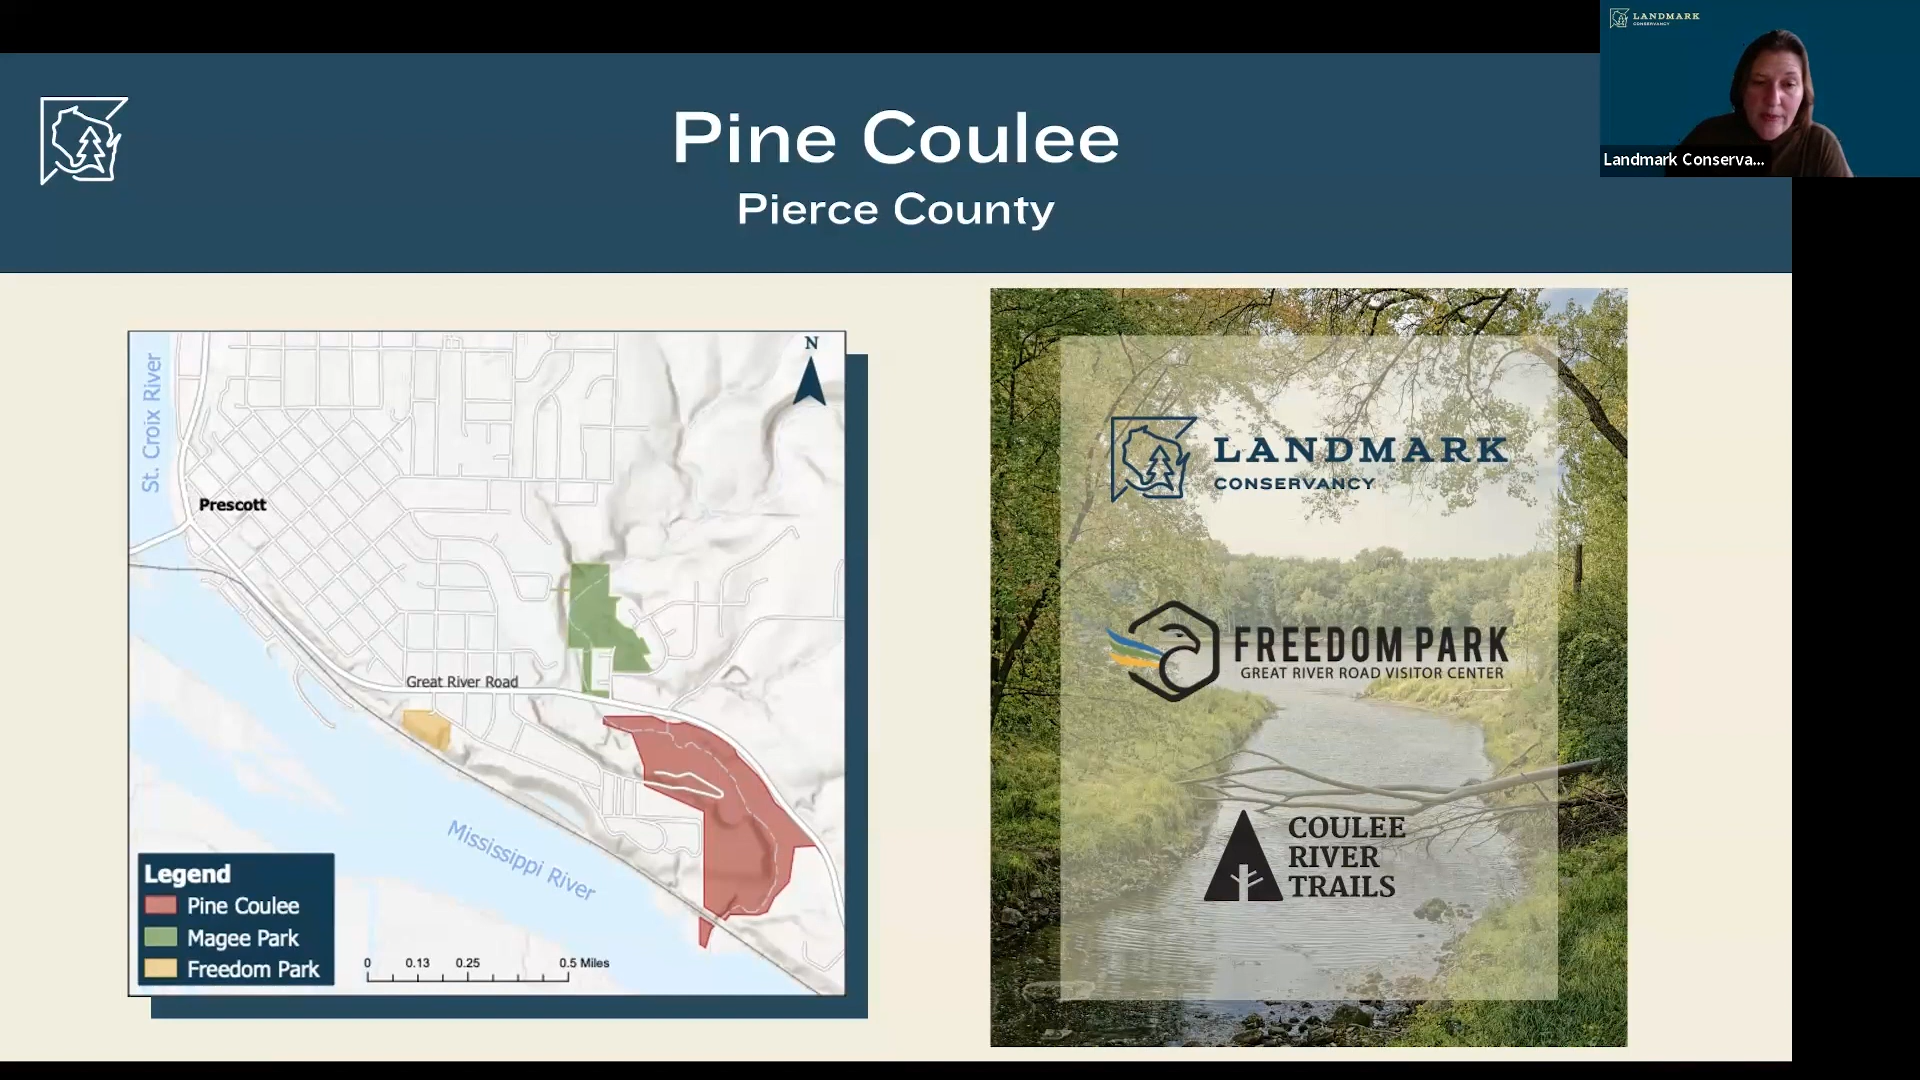 LANDMARK
CONSERVANCY
Landmark Conserva...
Pine Coulee
Pierce County
N
St. Croix River
Prescott
Great River Road
Mississippi River
Legend
Pine Coulee
Magee Park
Freedom Park
0 0.13 0.25 0.5 Miles
LANDMARK
CONSERVANCY
FREEDOM PARK
GREAT RIVER ROAD VISITOR CENTER
COULEE
RIVER
TRAILS